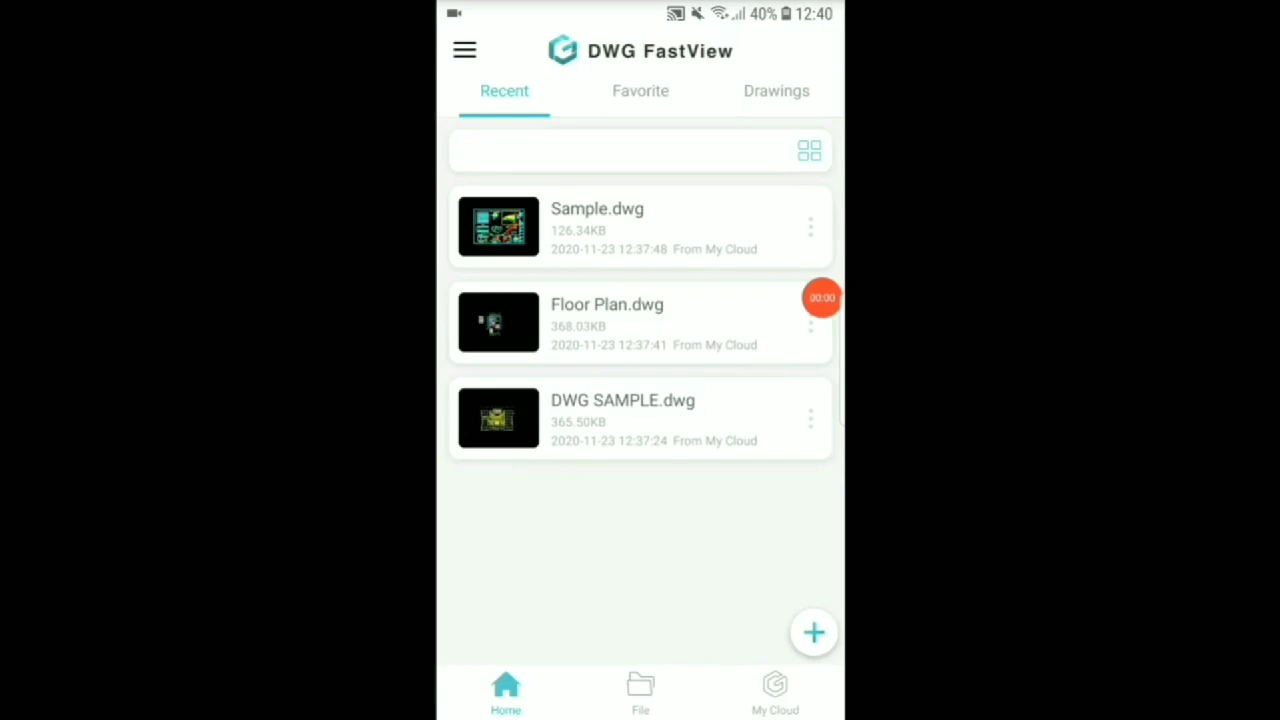 40% 12:40
DWG FastView
Recent Favorite Drawings
Sample.dwg
126.34KB
2020-11-23 12:37:48 From My Cloud
00:00
Floor Plan.dwg
368.03KB
2020-11-23 12:37:41 From My Cloud
DWG SAMPLE.dwg
365.50KB
2020-11-23 12:37:24 From My Cloud
Home File My Cloud